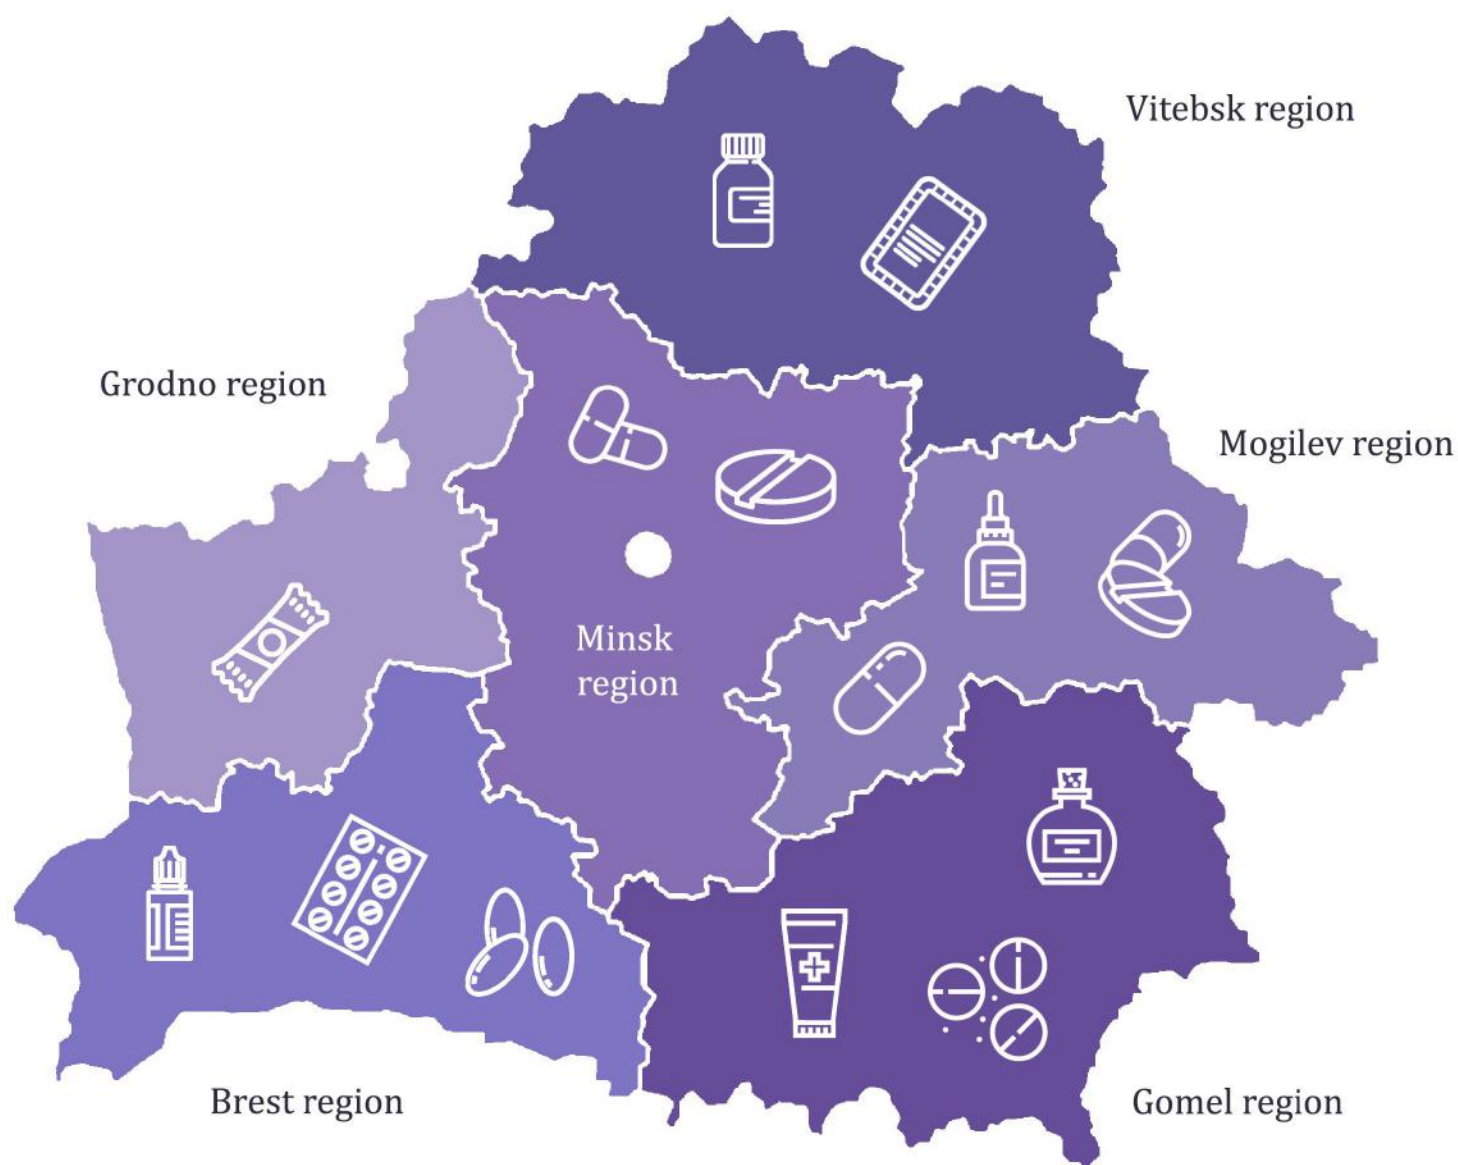 Vitebsk region
Grodno region
Mogilev region
Minsk
region
Brest region
Gomel region